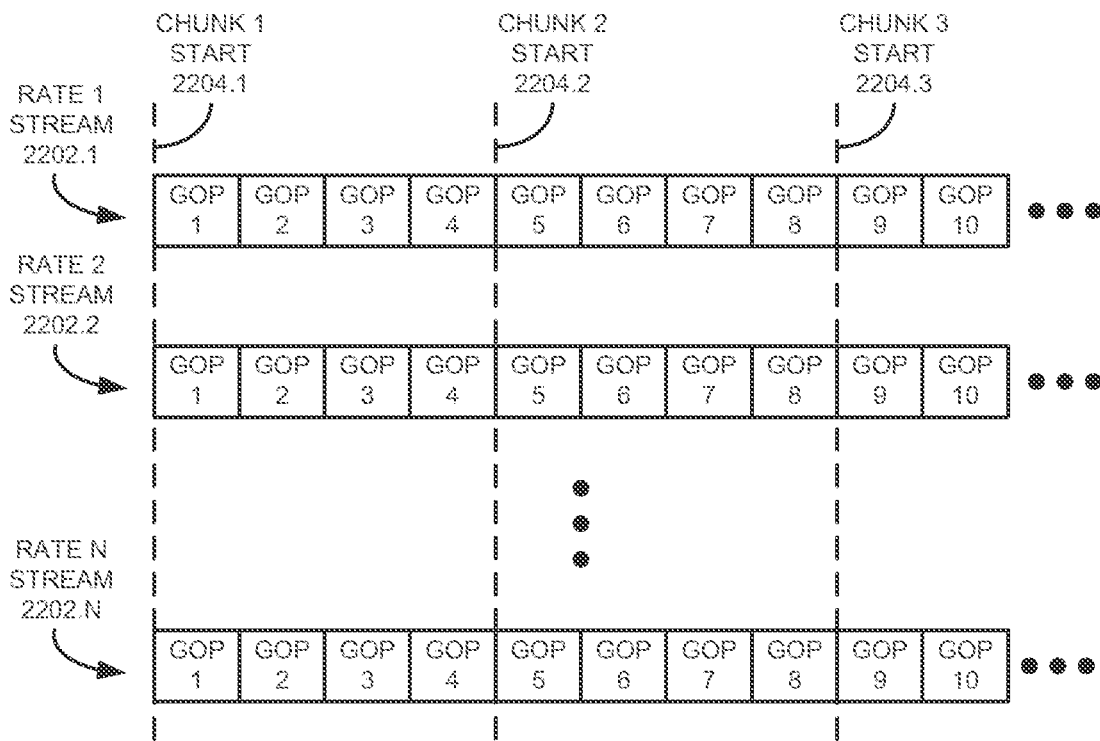 CHUNK 1
START
2204.1
CHUNK 2
START
2204.2
CHUNK 3
START
2204.3
RATE 1
STREAM
2202.1
GOP 1
GOP 2
GOP 3
GOP 4
GOP 5
GOP 6
GOP 7
GOP 8
GOP 9
GOP 10
RATE 2
STREAM
2202.2
GOP 1
GOP 2
GOP 3
GOP 4
GOP 5
GOP 6
GOP 7
GOP 8
GOP 9
GOP 10
RATE N
STREAM
2202.N
GOP 1
GOP 2
GOP 3
GOP 4
GOP 5
GOP 6
GOP 7
GOP 8
GOP 9
GOP 10